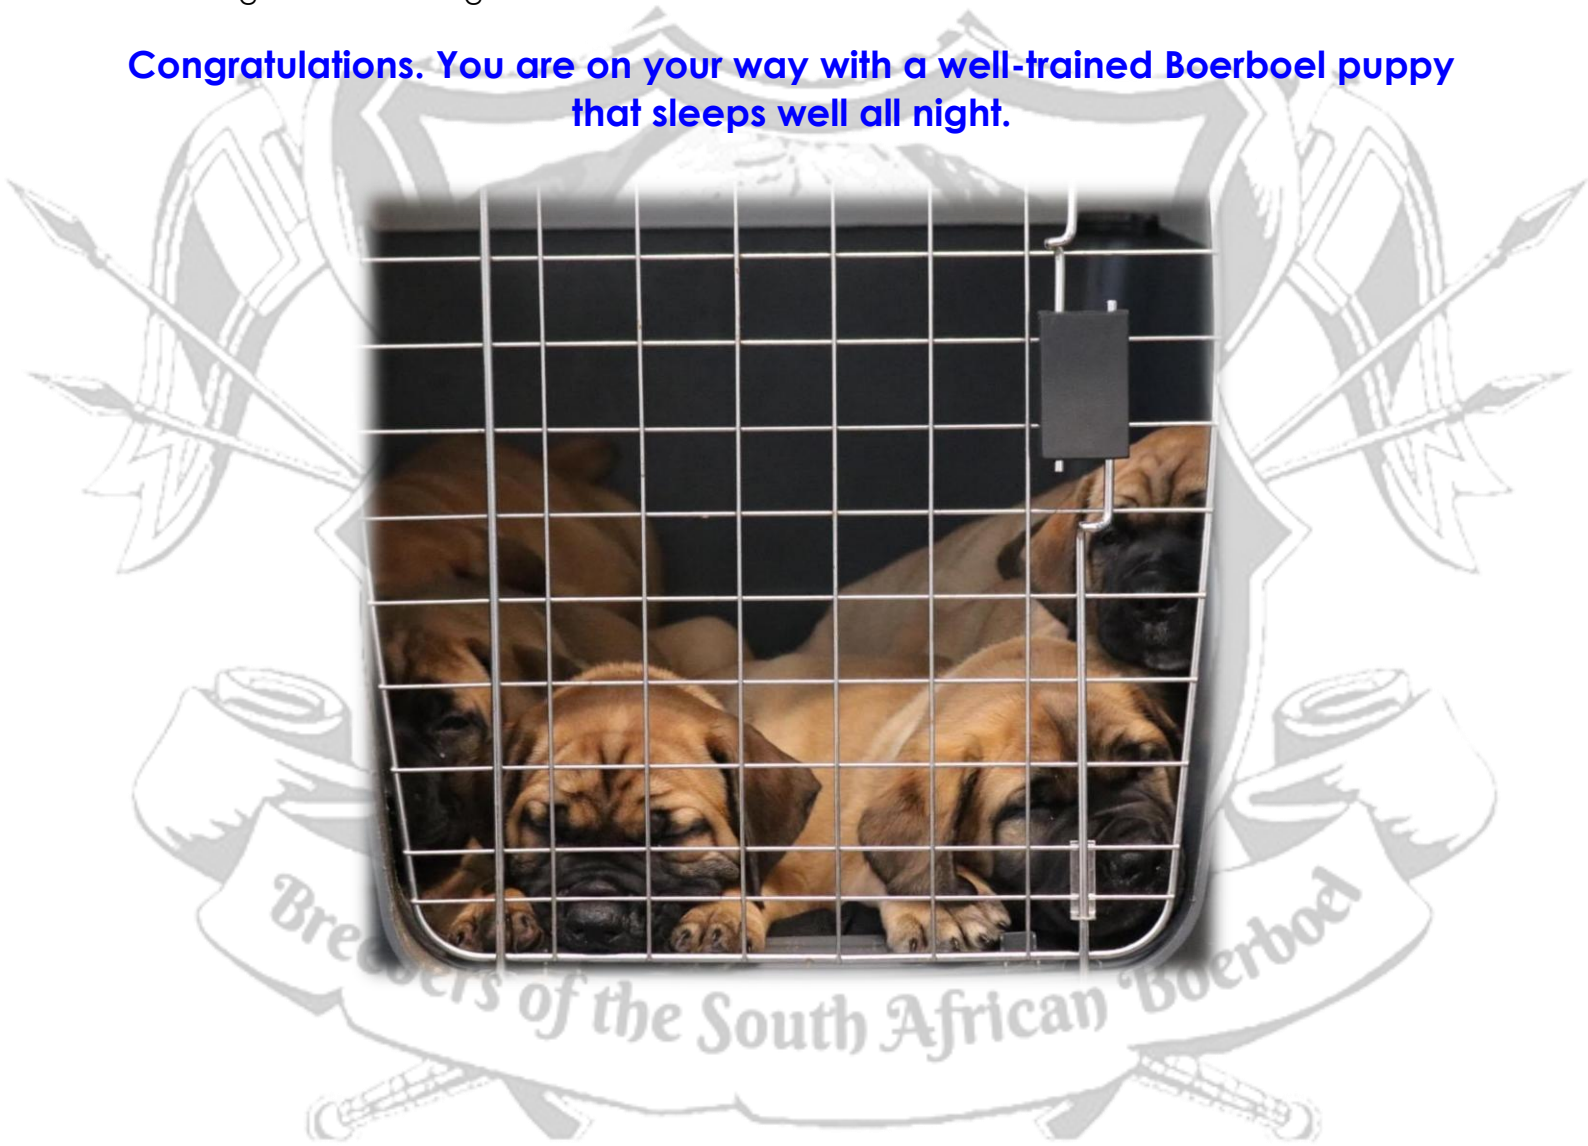 Congratulations. You are on your way with a well-trained Boerboel puppy
that sleeps well all night.
Breeders of the South African Boerboel